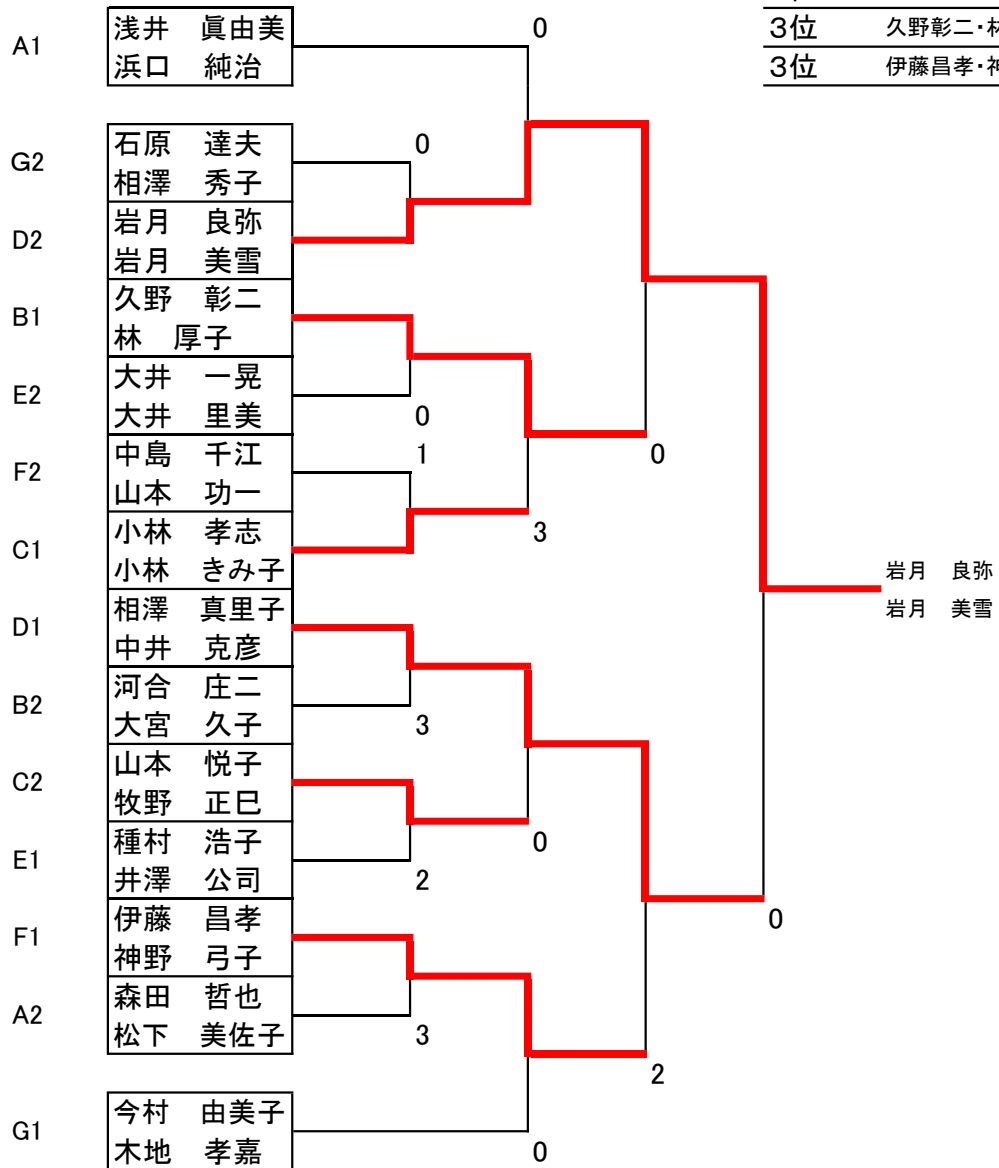 3位 久野彰二・
3位 伊藤昌孝・
A1
浅井 眞由美
浜口 純治
0
G2
石原 達夫
相澤 秀子
0
D2
岩月 良弥
岩月 美雪
B1
久野 彰二
林 厚子
E2
大井 一晃
大井 里美
0
F2
中島 千江
山本 功一
1
0
C1
小林 孝志
小林 きみ子
3
岩月 良弥
岩月 美雪
D1
相澤 真里子
中井 克彦
B2
河合 庄二
大宮 久子
3
C2
山本 悦子
牧野 正巳
0
E1
種村 浩子
井澤 公司
2
F1
伊藤 昌孝
神野 弓子
0
A2
森田 哲也
松下 美佐子
3
2
G1
今村 由美子
木地 孝嘉
0